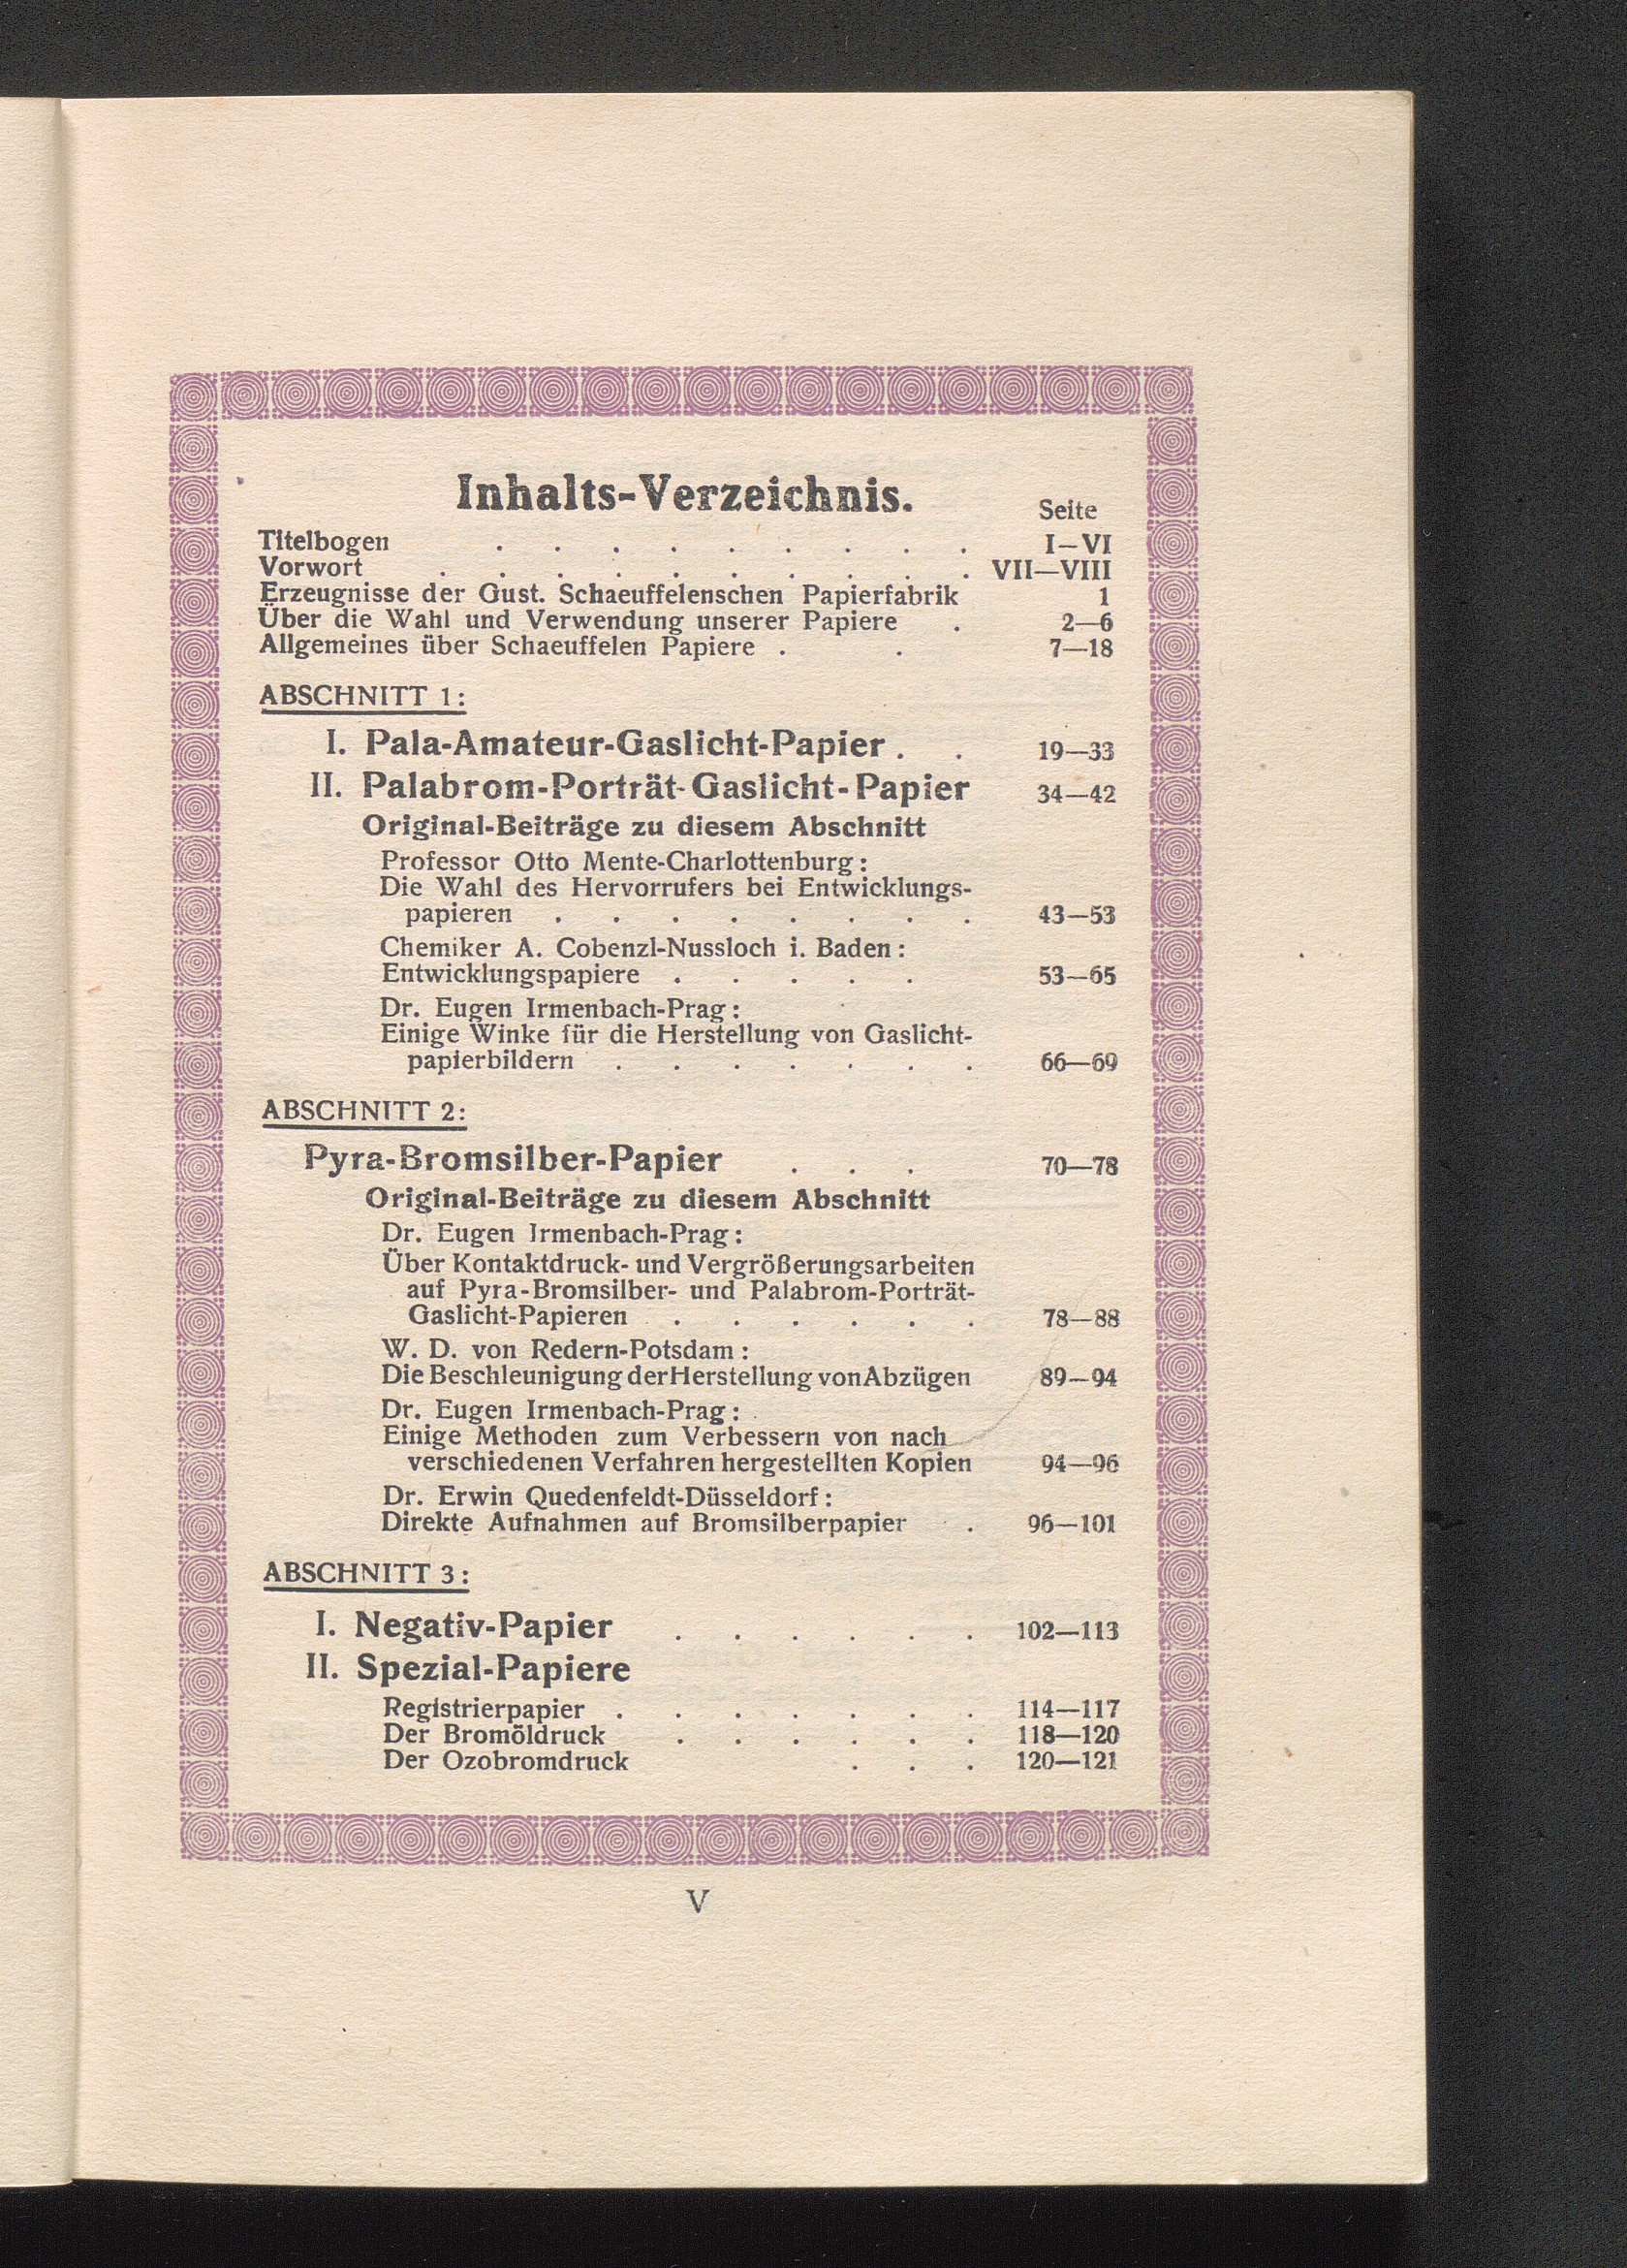 Inhalts-Verzeichnis.
Seite
Titelbogen . . . . . . . . . I–VI
Vorwort . . . . . . . . . . VII—VIII
Erzeugnisse der Gust. Schaeuffelenschen Papierfabrik 1
Über die Wahl und Verwendung unserer Papiere . 2—6
Allgemeines über Schaeuffelen Papiere . . 7—18
ABSCHNITT 1:
I. Pala-Amateur-Gaslicht-Papier . . 19—33
II. Palabrom-Porträt-Gaslicht-Papier 34—42
Original-Beiträge zu diesem Abschnitt
Professor Otto Mente-Charlottenburg:
Die Wahl des Hervorrufers bei Entwicklungs-
papieren . . . . . . . . 43—53
Chemiker A. Cobenzl-Nussloch i. Baden:
Entwicklungspapiere . . . . . 53—65
Dr. Eugen Irmenbach-Prag:
Einige Winke für die Herstellung von Gaslicht-
papierbildern . . . . . . . 66—69
ABSCHNITT 2:
Pyra-Bromsilber-Papier . . . 70—78
Original-Beiträge zu diesem Abschnitt
Dr. Eugen Irmenbach-Prag:
Über Kontaktdruck- und Vergrößerungsarbeiten
auf Pyra-Bromsilber- und Palabrom-Porträt-
Gaslicht-Papieren . . . . . . 78—88
W. D. von Redern-Potsdam:
Die Beschleunigung der Herstellung von Abzügen 89—94
Dr. Eugen Irmenbach-Prag:
Einige Methoden zum Verbessern von nach
verschiedenen Verfahren hergestellten Kopien 94—96
Dr. Erwin Quedenfeldt-Düsseldorf:
Direkte Aufnahmen auf Bromsilberpapier . 96—101
ABSCHNITT 3:
I. Negativ-Papier . . . . . . 102—113
II. Spezial-Papiere
Registrierpapier . . . . . . . 114—117
Der Bromöldruck . . . . . . 118—120
Der Ozobromdruck . . . 120—121
V